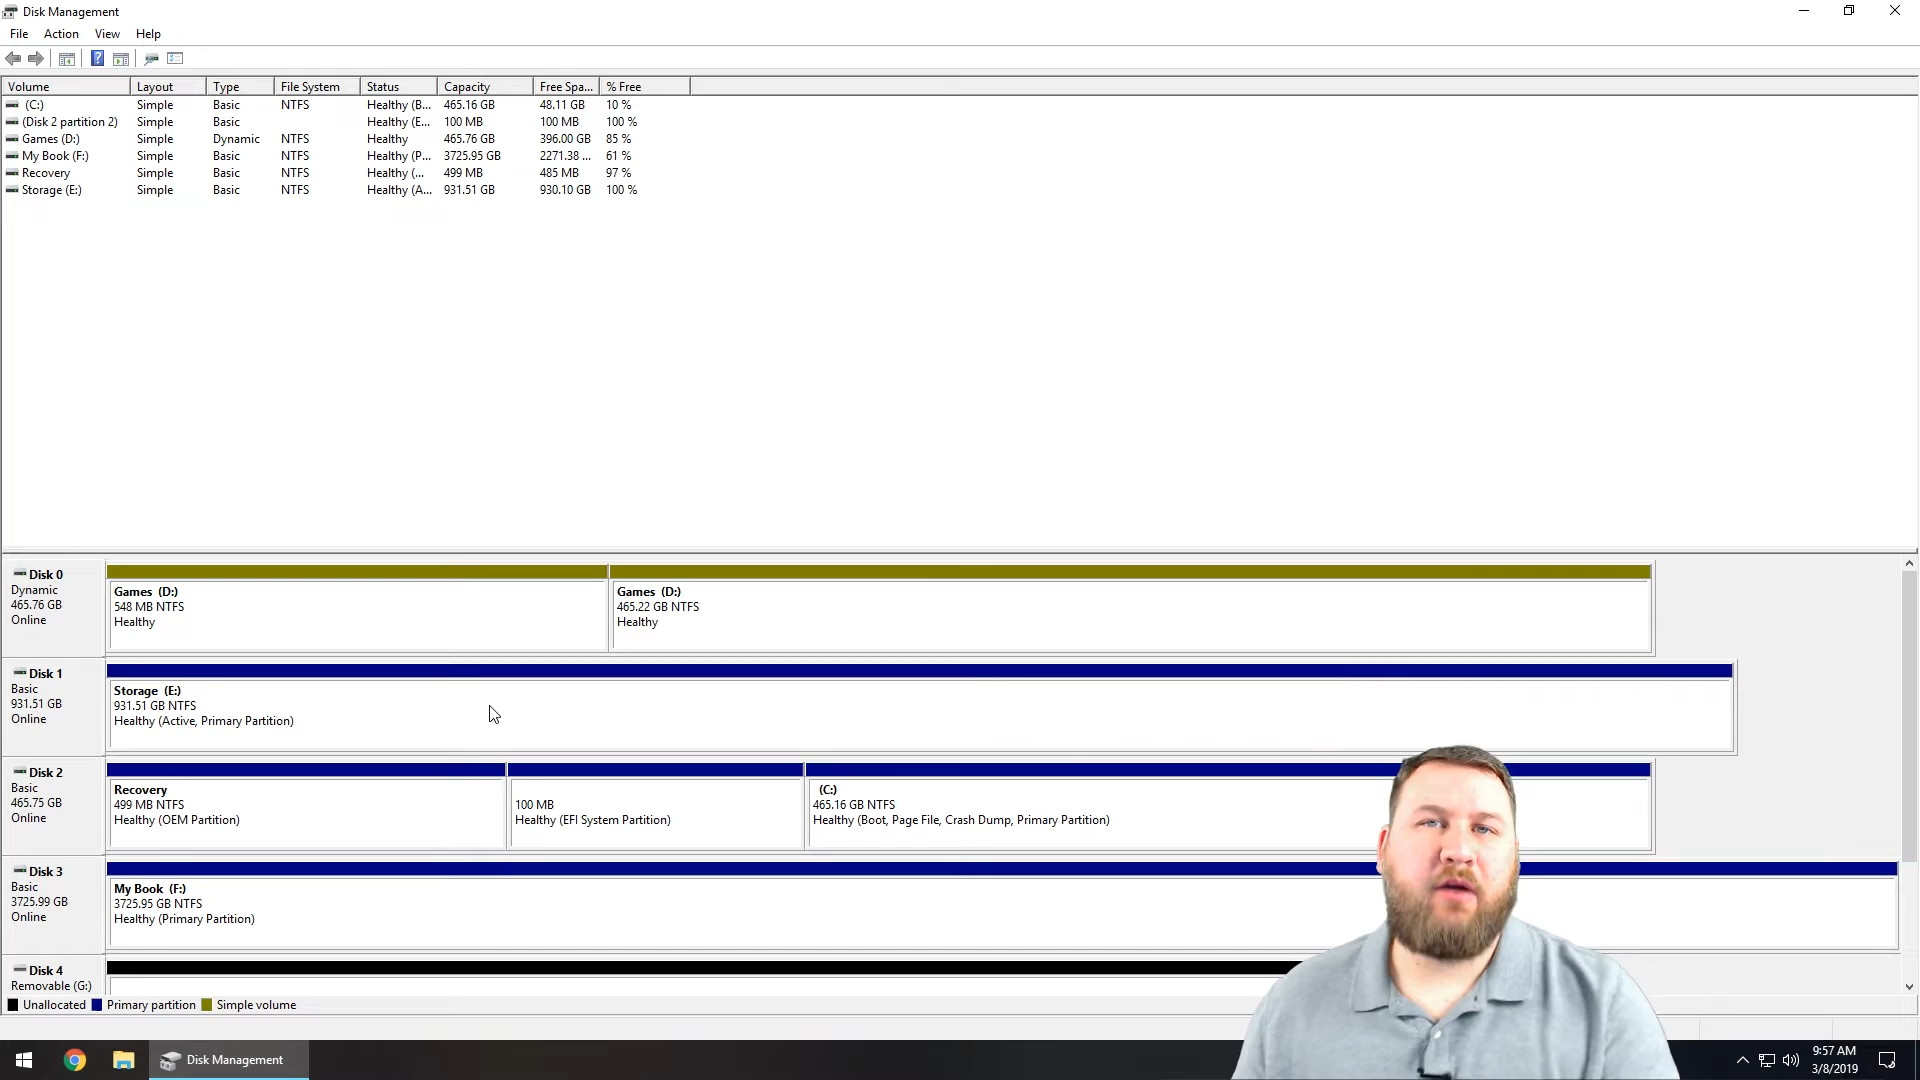 Disk Management
File Action View Help
Volume Layout Type File System Status Capacity Free Spa... % Free
(C:) Simple Basic NTFS Healthy (B... 465.16 GB 48.11 GB 10 %
(Disk 2 partition 2) Simple Basic Healthy (E... 100 MB 100 MB 100 %
Games (D:) Simple Dynamic NTFS Healthy 465.76 GB 396.00 GB 85 %
My Book (F:) Simple Basic NTFS Healthy (P... 3725.95 GB 2271.38 ... 61 %
Recovery Simple Basic NTFS Healthy (... 499 MB 485 MB 97 %
Storage (E:) Simple Basic NTFS Healthy (A... 931.51 GB 930.10 GB 100 %
Disk 0
Dynamic
465.76 GB
Online
Games (D:)
548 MB NTFS
Healthy
Games (D:)
465.22 GB NTFS
Healthy
Disk 1
Basic
931.51 GB
Online
Storage (E:)
931.51 GB NTFS
Healthy (Active, Primary Partition)
Disk 2
Basic
465.75 GB
Online
Recovery
499 MB NTFS
Healthy (OEM Partition)
100 MB
Healthy (EFI System Partition)
(C:)
465.16 GB NTFS
Healthy (Boot, Page File, Crash Dump, Primary Partition)
Disk 3
Basic
3725.99 GB
Online
My Book (F:)
3725.95 GB NTFS
Healthy (Primary Partition)
Disk 4
Removable (G:)
Unallocated Primary partition Simple volume
Disk Management
9:57 AM
3/8/2019